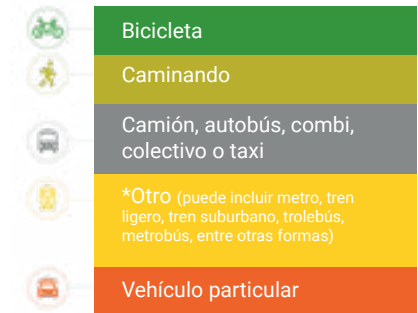 Bicicleta
Caminando
Camión, autobús, combi,
colectivo o taxi
*Otro (puede incluir metro, tren
ligero, tren suburbano, trolebús,
metrobús, entre otras formas)
Vehículo particular